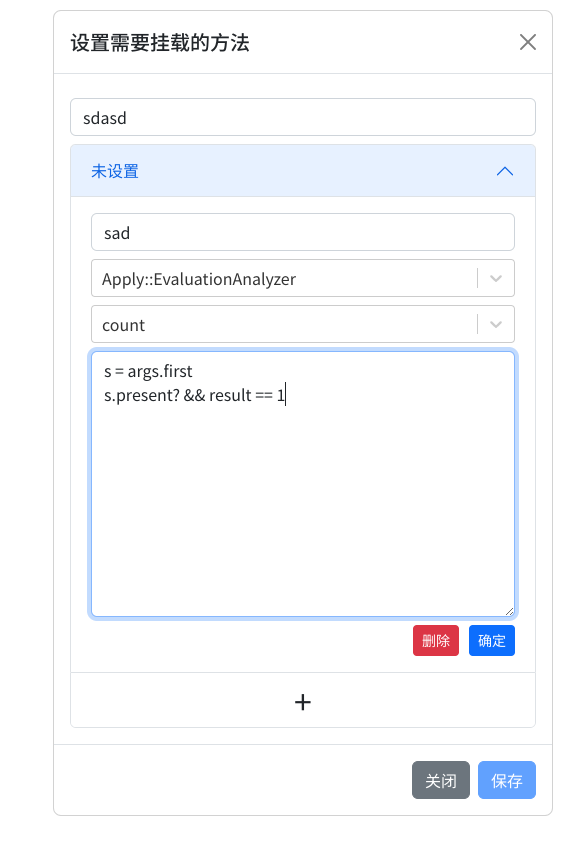 设置需要挂载的方法
sdasd
未设置
sad
Apply::EvaluationAnalyzer
count
s = args.first
s.present? && result == 1
删除 确定
+
关闭 保存